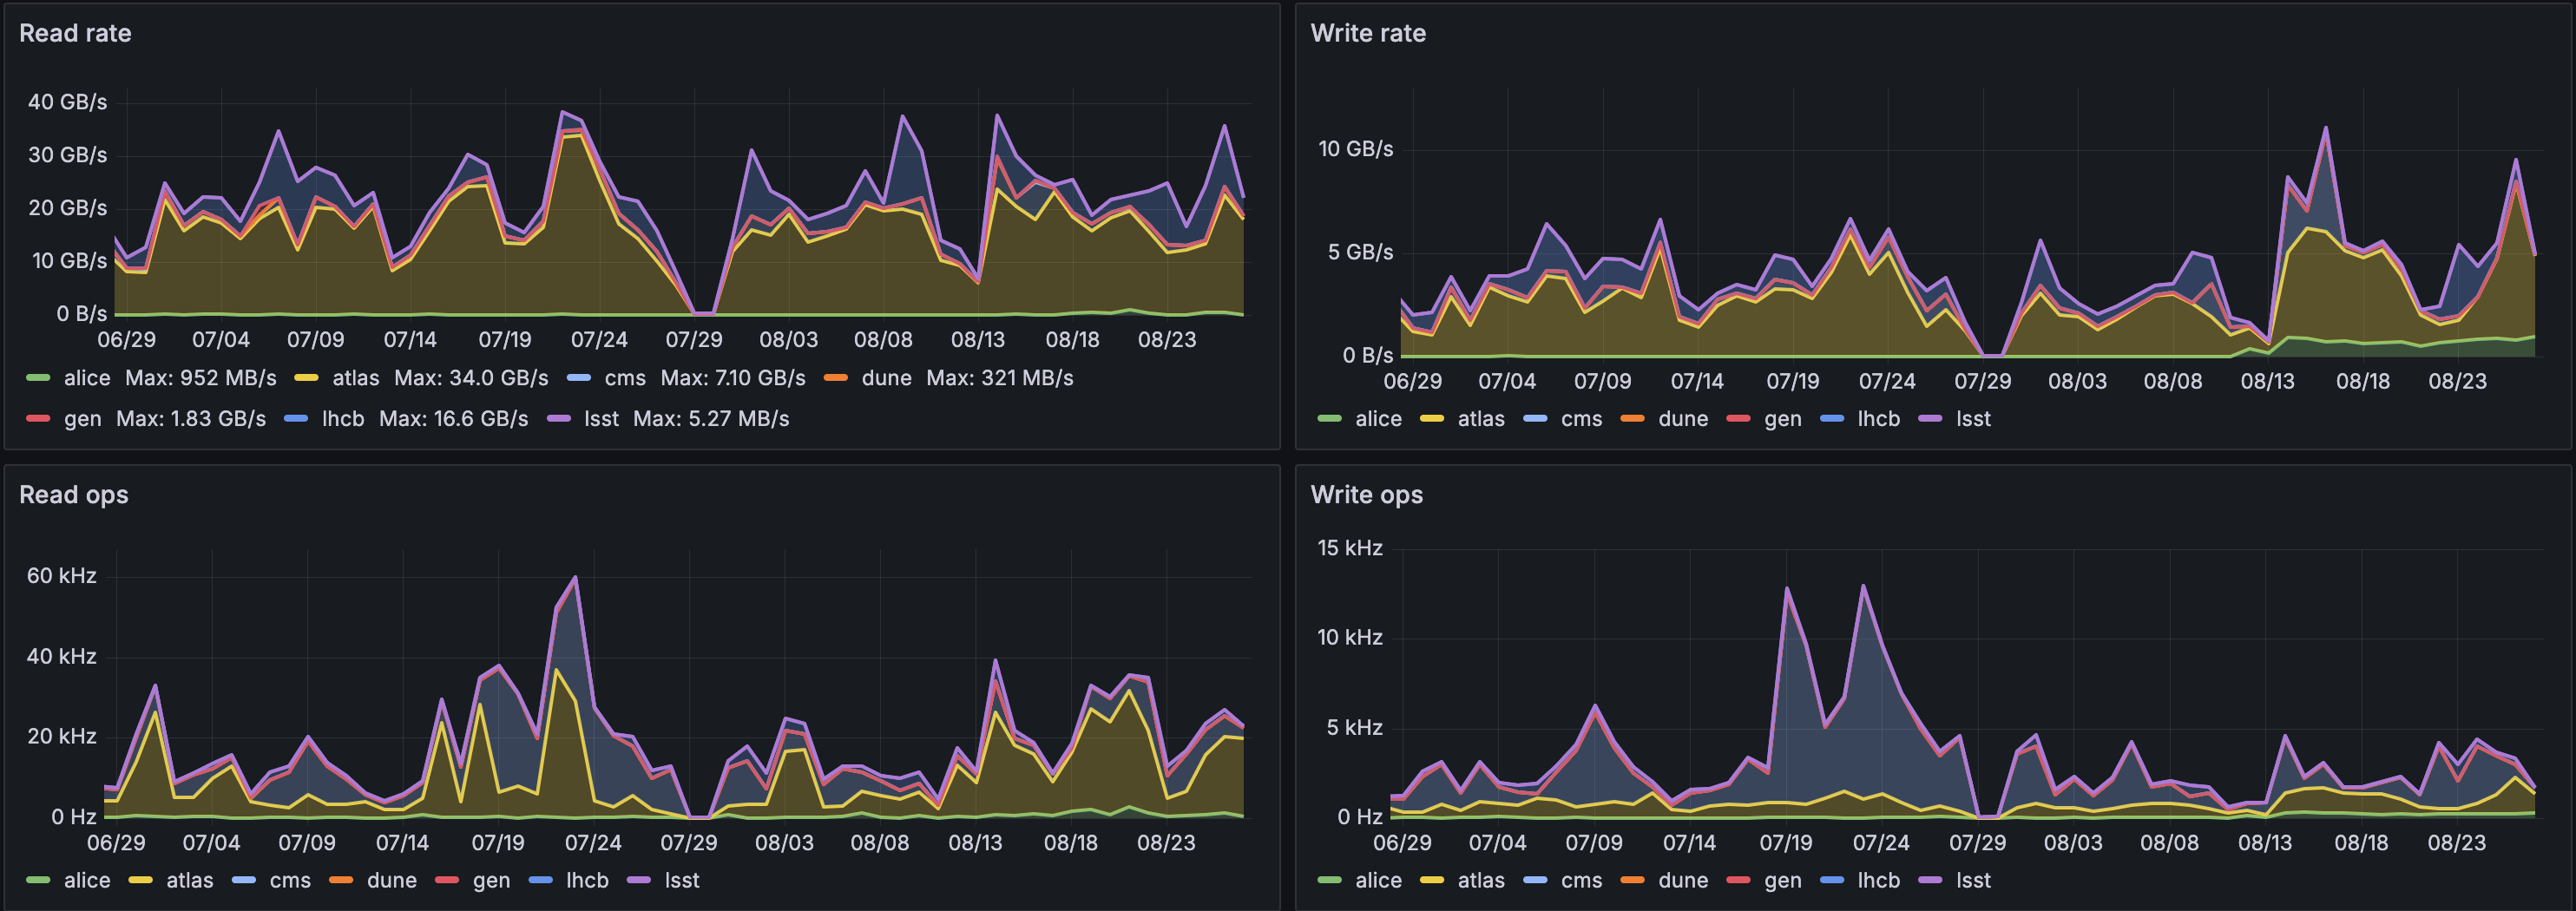 Read rate
40 GB/s
30 GB/s
20 GB/s
10 GB/s
0 B/s
06/29 07/04 07/09 07/14 07/19 07/24 07/29 08/03 08/08 08/13 08/18 08/23
alice Max: 952 MB/s atlas Max: 34.0 GB/s cms Max: 7.10 GB/s dune Max: 321 MB/s
gen Max: 1.83 GB/s lhcb Max: 16.6 GB/s lsst Max: 5.27 MB/s
Write rate
10 GB/s
5 GB/s
0 B/s
06/29 07/04 07/09 07/14 07/19 07/24 07/29 08/03 08/08 08/13 08/18 08/23
alice atlas cms dune gen lhcb lsst
Read ops
60 kHz
40 kHz
20 kHz
0 Hz
06/29 07/04 07/09 07/14 07/19 07/24 07/29 08/03 08/08 08/13 08/18 08/23
alice atlas cms dune gen lhcb lsst
Write ops
15 kHz
10 kHz
5 kHz
0 Hz
06/29 07/04 07/09 07/14 07/19 07/24 07/29 08/03 08/08 08/13 08/18 08/23
alice atlas cms dune gen lhcb lsst